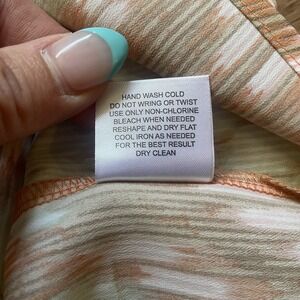 HAND WASH COLD
DO NOT WRING OR TWIST
USE ONLY NON-CHLORINE
BLEACH WHEN NEEDED
RESHAPE AND DRY FLAT
COOL IRON AS NEEDED
FOR THE BEST RESULT
DRY CLEAN